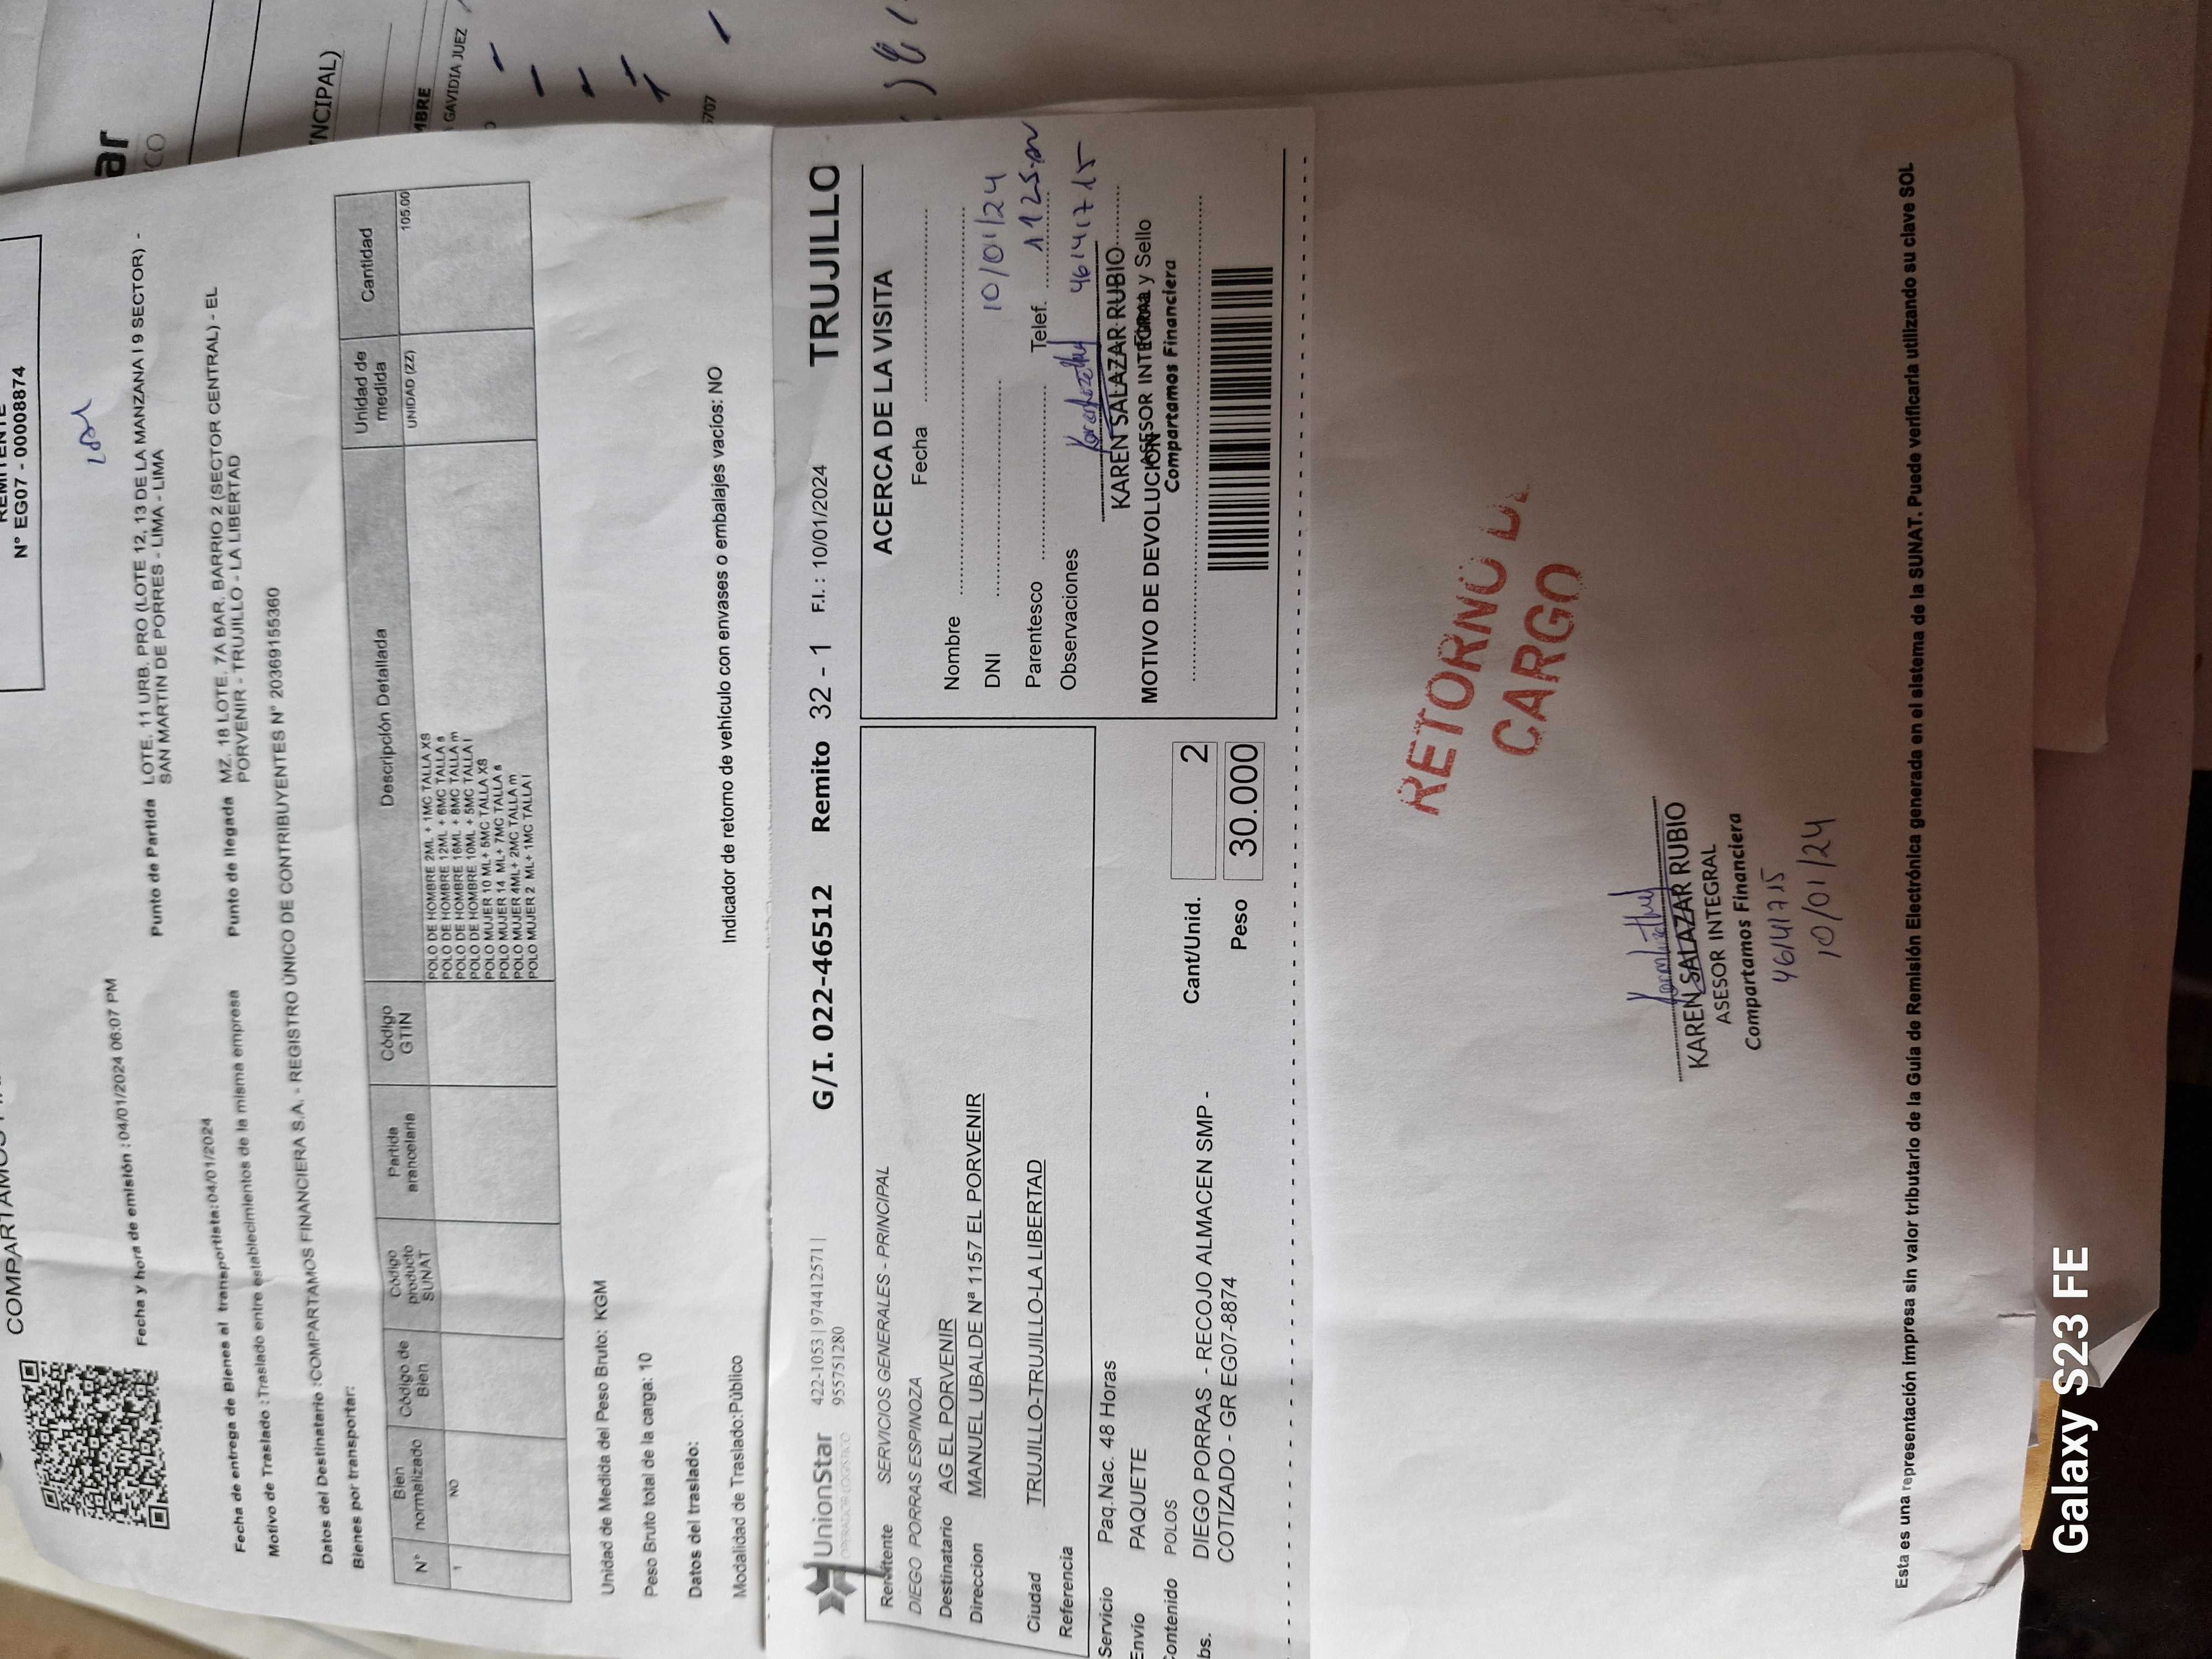 NCIPAL)
MBRE
GAVIDIA JUEZ
ar
ICO
5707
REMITENTE
N° EG07 - 00008874
Fecha y hora de emisión : 04/01/2024 06:07 PM
Punto de Partida LOTE. 11 URB. PRO (LOTE 12, 13 DE LA MANZANA I 9 SECTOR) -
SAN MARTIN DE PORRES - LIMA - LIMA
Fecha de entrega de Bienes al transportista:04/01/2024
Punto de llegada MZ. 18 LOTE. 7A BAR. BARRIO 2 (SECTOR CENTRAL) - EL
PORVENIR - TRUJILLO - LA LIBERTAD
Motivo de Traslado :Traslado entre establecimientos de la misma empresa
Datos del Destinatario :COMPARTAMOS FINANCIERA S.A. - REGISTRO ÚNICO DE CONTRIBUYENTES N° 20369155360
Bienes por transportar:
N° Bien normalizado Código de Bien Código producto SUNAT Partida arancelaria Código GTIN Descripción Detallada Unidad de medida Cantidad
1 NO UNIDAD (ZZ) 105.00
POLO DE HOMBRE 2ML + 1MC TALLA XS
POLO DE HOMBRE 12ML + 6MC TALLA s
POLO DE HOMBRE 16ML + 8MC TALLA m
POLO DE HOMBRE 10ML + 5MC TALLA l
POLO MUJER 10 ML+ 5MC TALLA XS
POLO MUJER 14 ML+ 7MC TALLA s
POLO MUJER 4ML+ 2MC TALLA m
POLO MUJER 2 ML+ 1MC TALLA l
Unidad de Medida del Peso Bruto: KGM
Peso Bruto total de la carga: 10
Datos del traslado:
Modalidad de Traslado:Público
Indicador de retorno de vehículo con envases o embalajes vacíos: NO
UnionStar
OPERADOR LOGISTICO
422-1053 | 974412571 |
955751280
G/I. 022-46512 Remito 32 - 1 F.I. : 10/01/2024 TRUJILLO
Remitente SERVICIOS GENERALES - PRINCIPAL
DIEGO PORRAS ESPINOZA
Destinatario AG EL PORVENIR
Direccion MANUEL UBALDE Nª 1157 EL PORVENIR
Ciudad TRUJILLO-TRUJILLO-LA LIBERTAD
Referencia
Servicio Paq.Nac. 48 Horas
Envío PAQUETE
Contenido POLOS
bs. DIEGO PORRAS - RECOJO ALMACEN SMP -
COTIZADO - GR EG07-8874
Cant/Unid. 2
Peso 30.000
ACERCA DE LA VISITA
Fecha
Nombre
DNI 10/01/24
Parentesco Telef. 1125
Observaciones 46141715
KAREN SALAZAR RUBIO
MOTIVO DE DEVOLUCION ASESOR INTEGRAL Firma y Sello
Compartamos Financiera
RETORNO
CARGO
KAREN SALAZAR RUBIO
ASESOR INTEGRAL
Compartamos Financiera
46141715
10/01/24
Esta es una representación impresa sin valor tributario de la Guía de Remisión Electrónica generada en el sistema de la SUNAT. Puede verificarla utilizando su clave SOL
Galaxy S23 FE